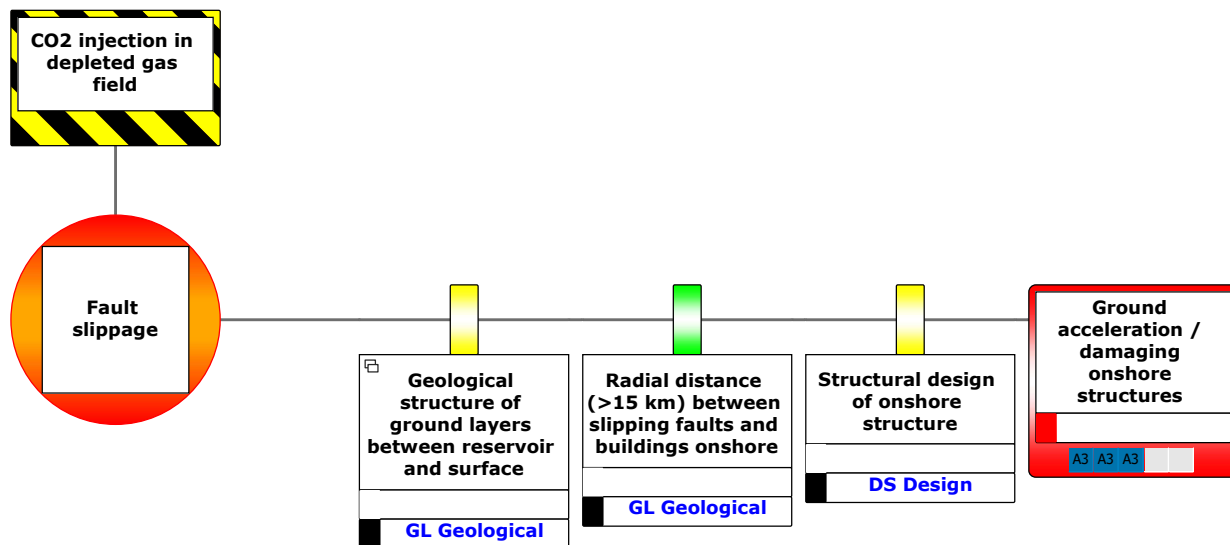 CO2 injection in
depleted gas
field
Fault
slippage
Geological
structure of
ground layers
between reservoir
and surface
GL Geological
Radial distance
(>15 km) between
slipping faults and
buildings onshore
GL Geological
Structural design
of onshore
structure
DS Design
Ground
acceleration /
damaging
onshore
structures
A3 A3 A3